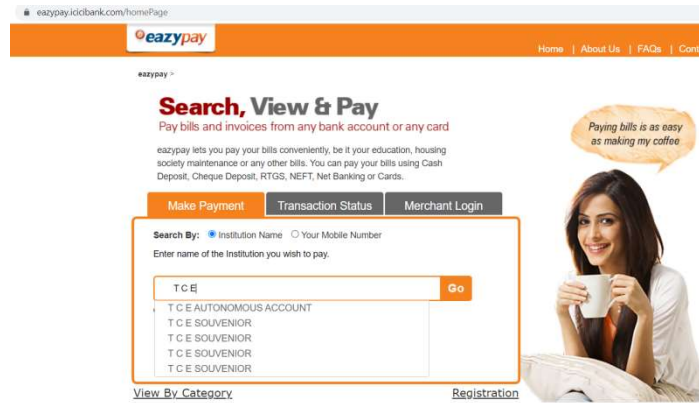 eazypay.icicibank.com/homePage
eazypay
Home | About Us | FAQs |
eazypay >
Search, View & Pay
Pay bills and invoices from any bank account or any card
eazypay lets you pay your bills conveniently, be it your education, housing
society maintenance or any other bills. You can pay your bills using Cash
Deposit, Cheque Deposit, RTGS, NEFT, Net Banking or Cards.
Paying bills is as easy
as making my coffee
Make Payment Transaction Status Merchant Login
Search By: Institution Name Your Mobile Number
Enter name of the Institution you wish to pay.
T C E Go
T C E AUTONOMOUS ACCOUNT
T C E SOUVENIOR
T C E SOUVENIOR
T C E SOUVENIOR
T C E SOUVENIOR
View By Category Registration